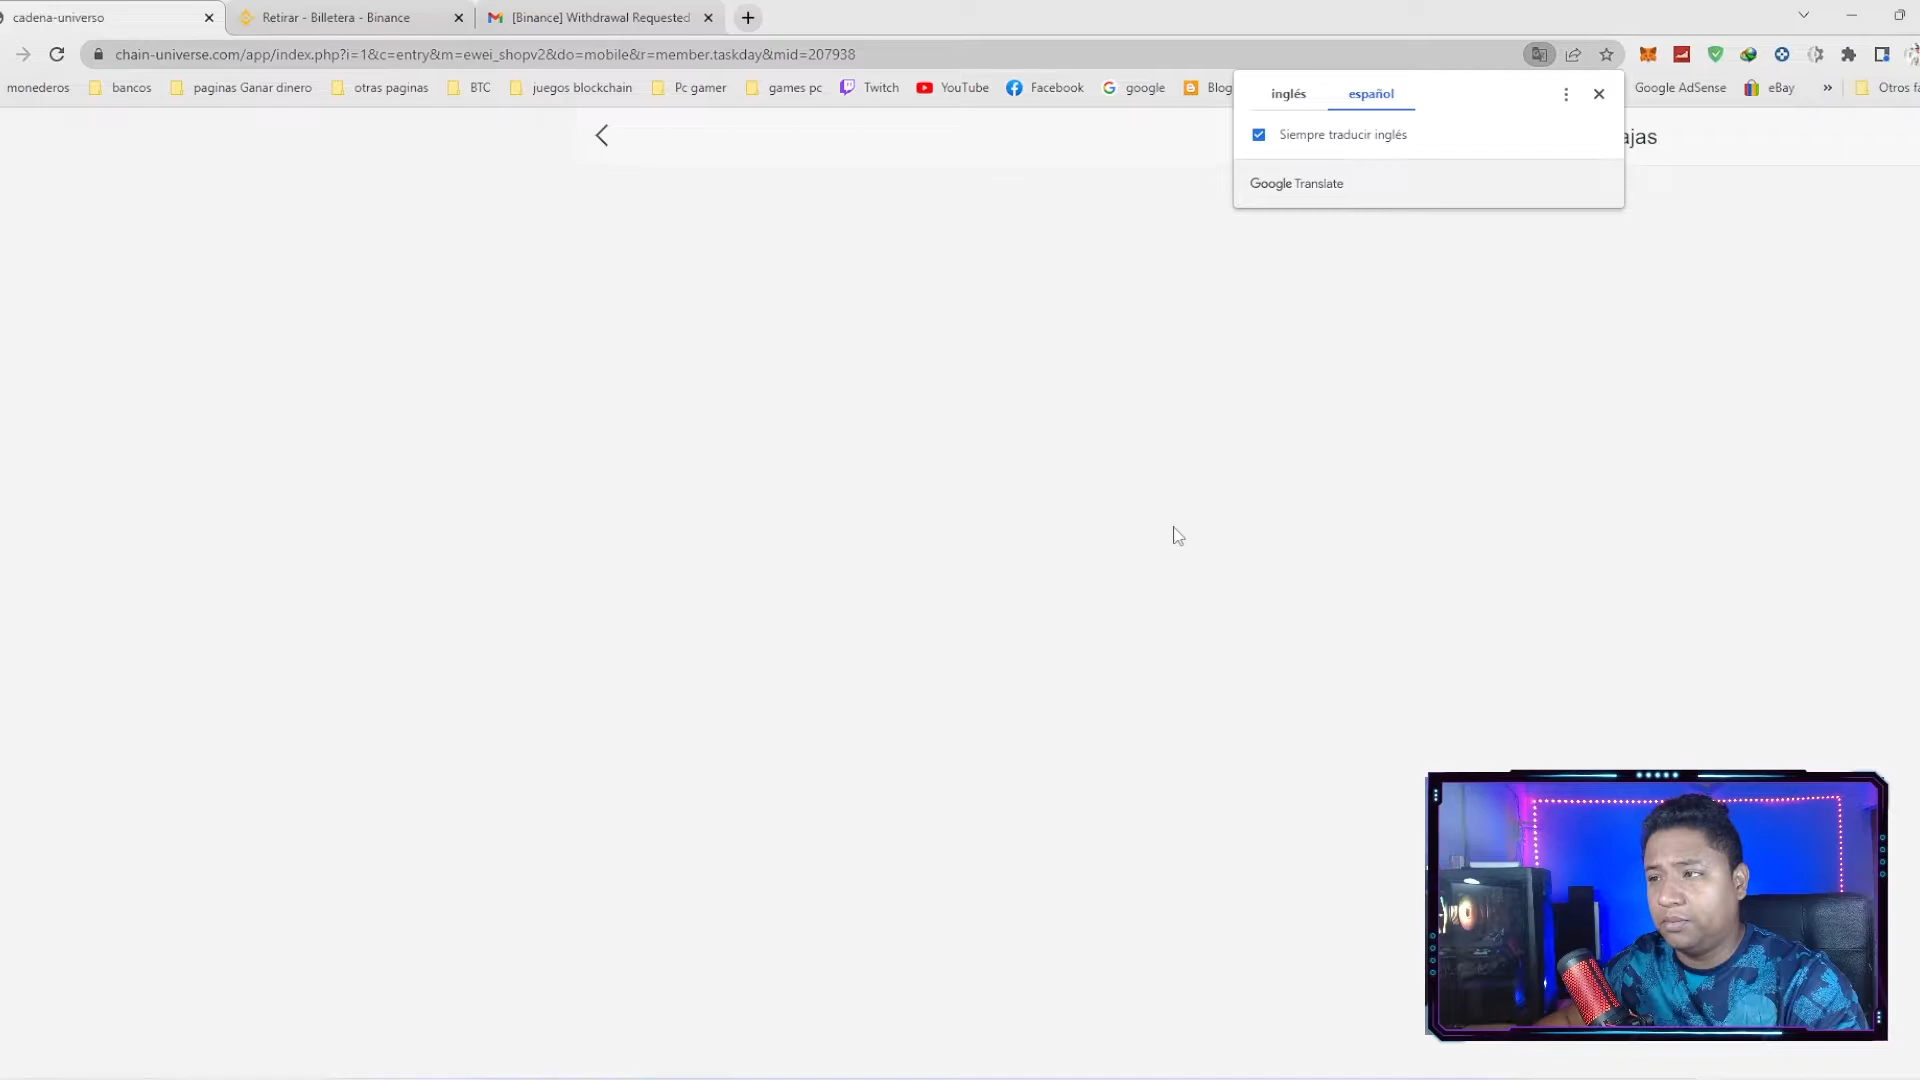 cadena-universo
Retirar - Billetera - Binance
[Binance] Withdrawal Requested
chain-universe.com/app/index.php?i=1&c=entry&m=ewei_shopv2&do=mobile&r=member.taskday&mid=207938
monederos bancos paginas Ganar dinero otras paginas BTC juegos blockchain Pc gamer games pc Twitch YouTube Facebook google Blog Google AdSense eBay » Otros fa
inglés español
Siempre traducir inglés
Google Translate
ajas